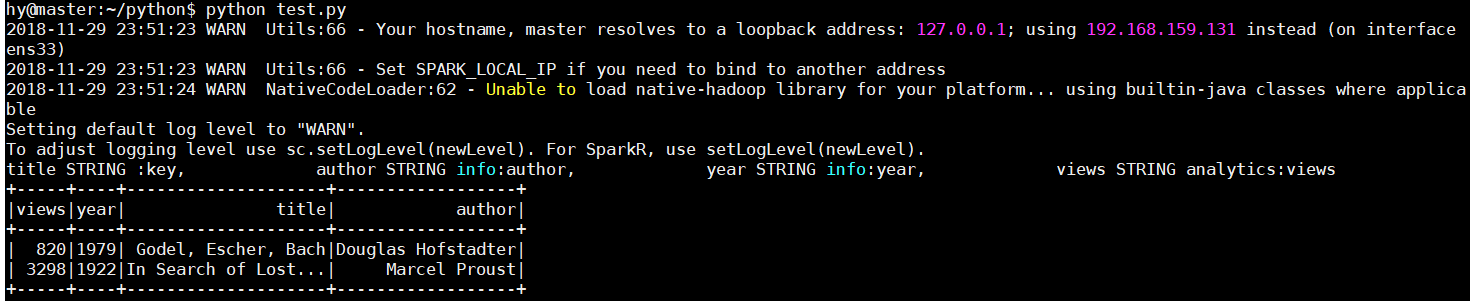 hy@master:~/python$ python test.py
2018-11-29 23:51:23 WARN  Utils:66 - Your hostname, master resolves to a loopback address: 127.0.0.1; using 192.168.159.131 instead (on interface
ens33)
2018-11-29 23:51:23 WARN  Utils:66 - Set SPARK_LOCAL_IP if you need to bind to another address
2018-11-29 23:51:24 WARN  NativeCodeLoader:62 - Unable to load native-hadoop library for your platform... using builtin-java classes where applica
ble
Setting default log level to "WARN".
To adjust logging level use sc.setLogLevel(newLevel). For SparkR, use setLogLevel(newLevel).
title STRING :key,             author STRING info:author,             year STRING info:year,             views STRING analytics:views
+-----+----+--------------------+------------------+
|views|year|               title|            author|
+-----+----+--------------------+------------------+
|  820|1979| Godel, Escher, Bach|Douglas Hofstadter|
| 3298|1922|In Search of Lost...|     Marcel Proust|
+-----+----+--------------------+------------------+